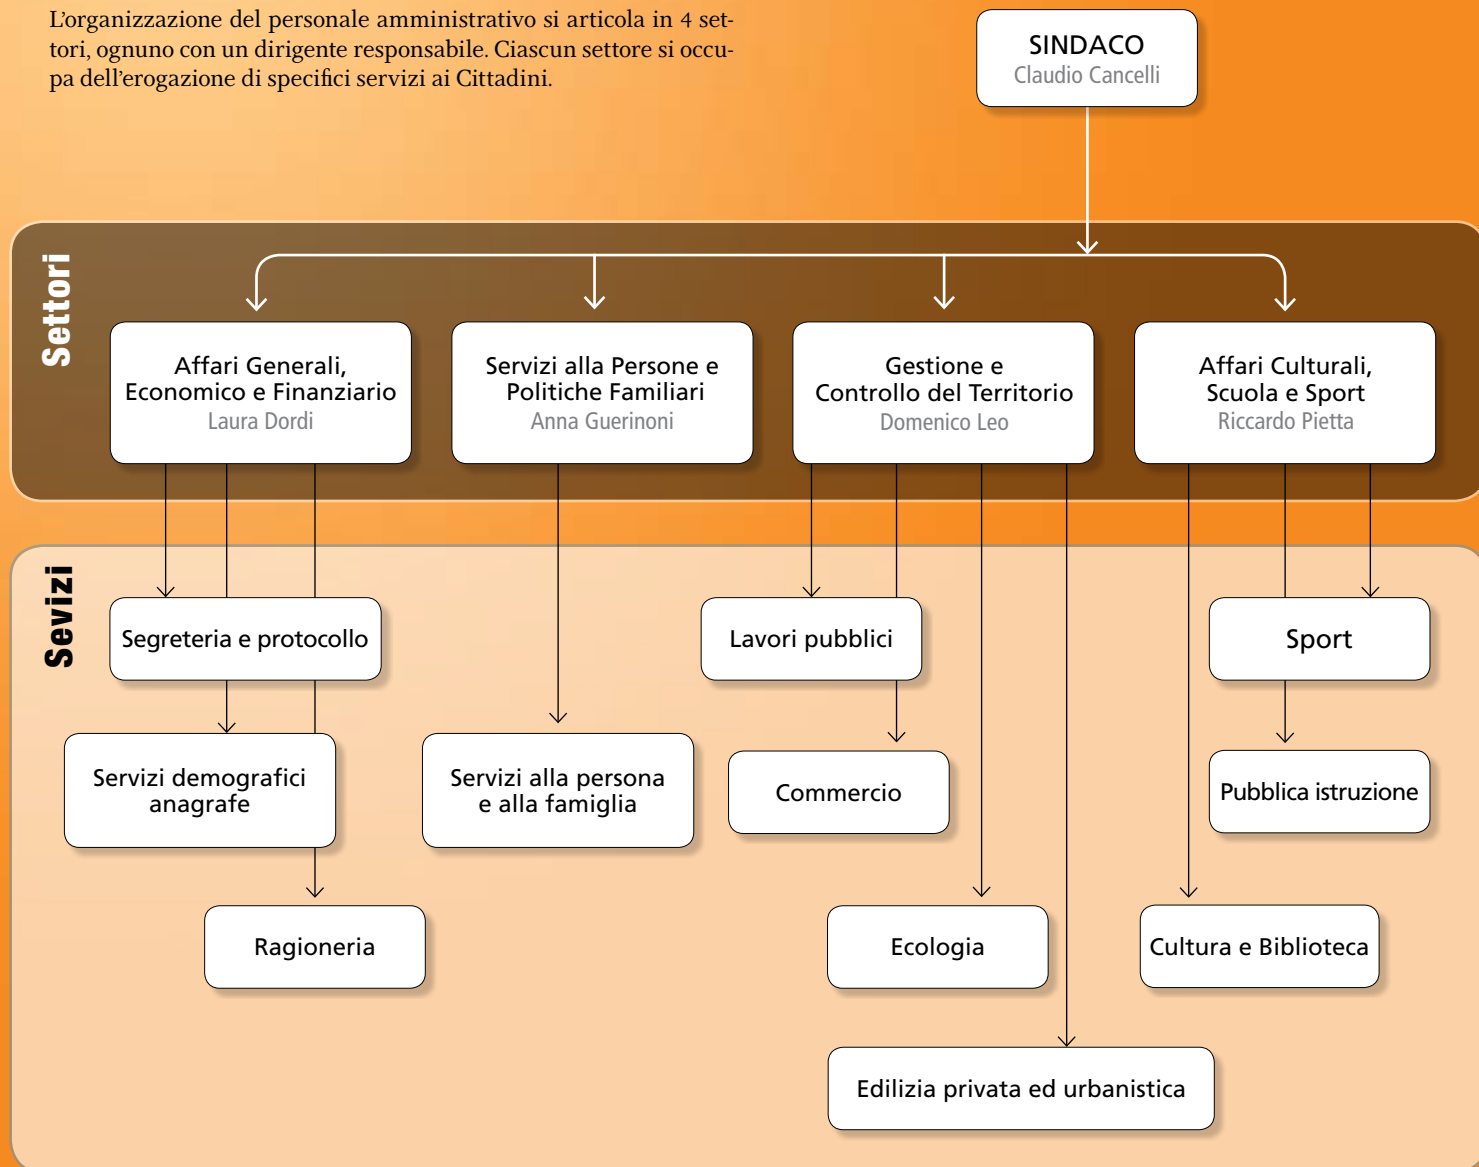 L’organizzazione del personale amministrativo si articola in 4 set-
tori, ognuno con un dirigente responsabile. Ciascun settore si occu-
pa dell’erogazione di specifici servizi ai Cittadini.
SINDACO
Claudio Cancelli
Settori
Affari Generali,
Economico e Finanziario
Laura Dordi
Servizi alla Persone e
Politiche Familiari
Anna Guerinoni
Gestione e
Controllo del Territorio
Domenico Leo
Affari Culturali,
Scuola e Sport
Riccardo Pietta
Sevizi
Segreteria e protocollo
Lavori pubblici
Sport
Servizi demografici
anagrafe
Servizi alla persona
e alla famiglia
Commercio
Pubblica istruzione
Ragioneria
Ecologia
Cultura e Biblioteca
Edilizia privata ed urbanistica